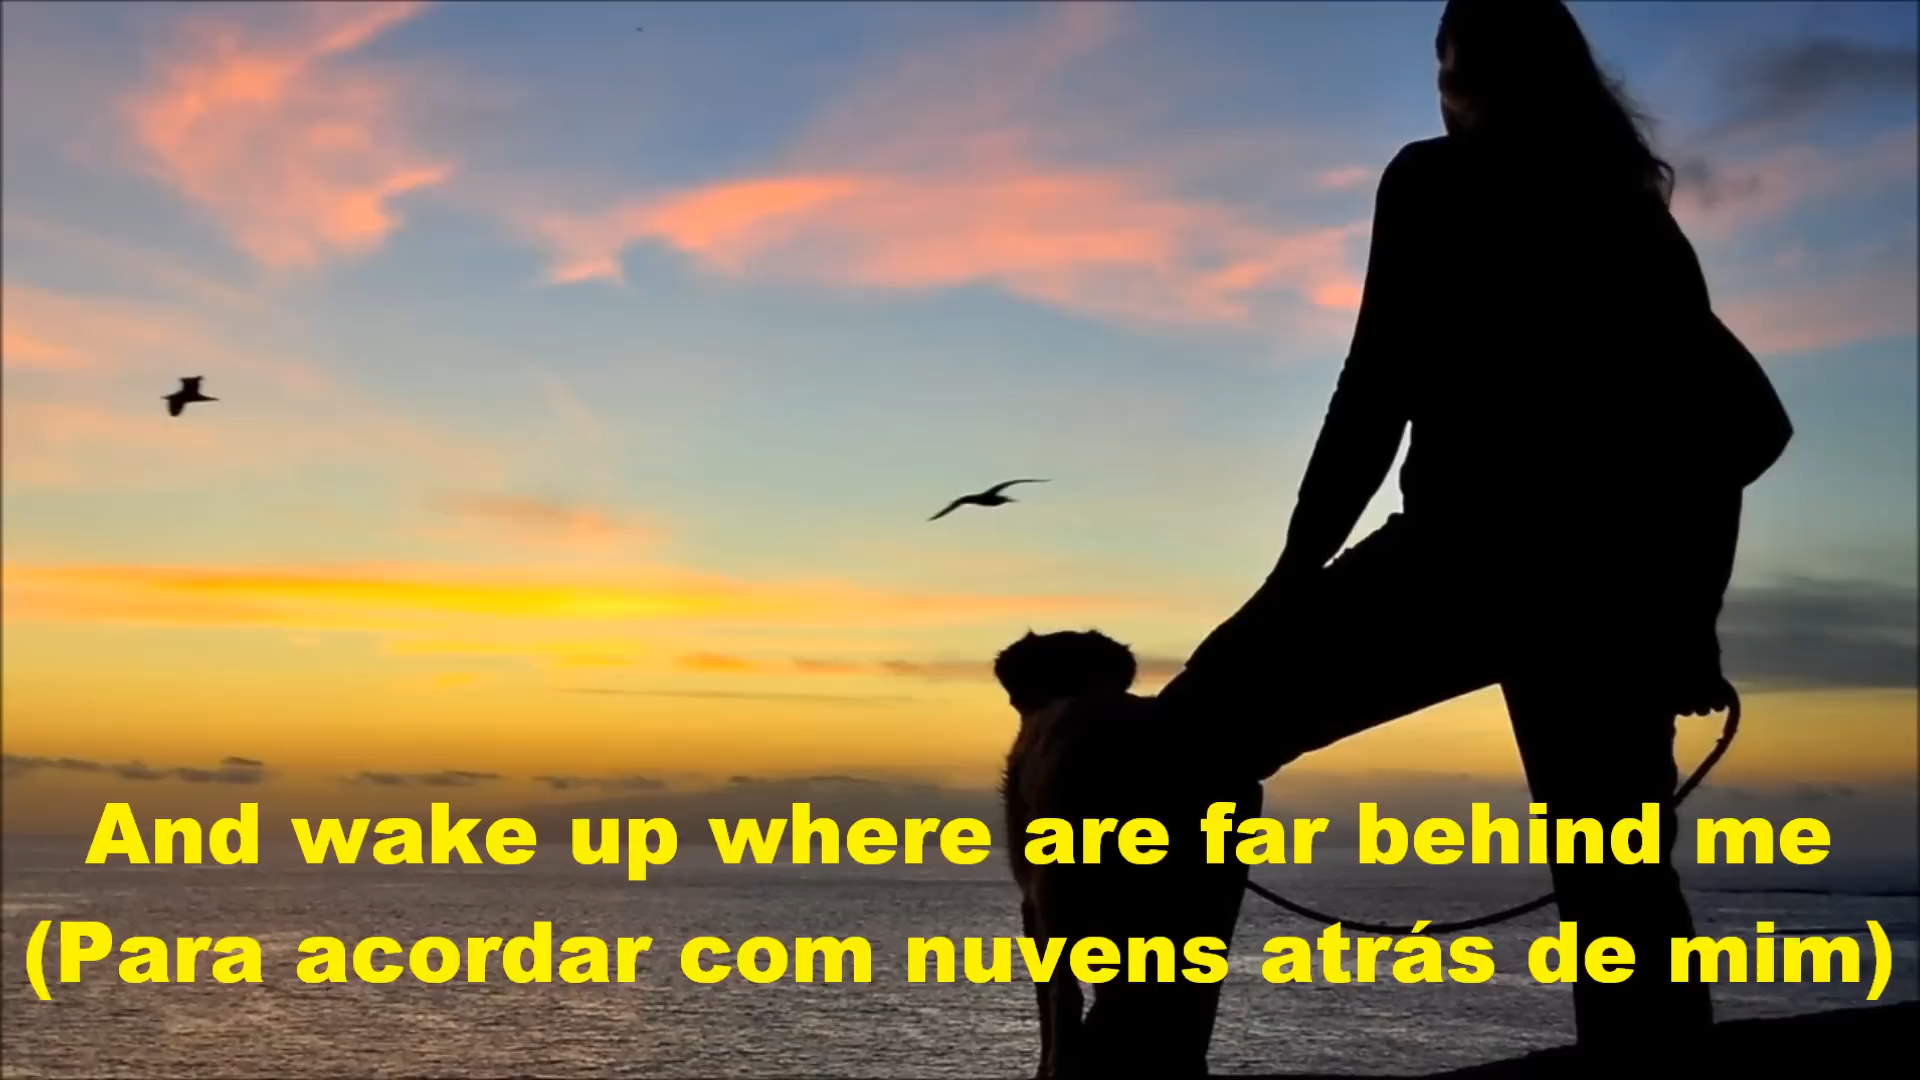 And wake up where are far behind me
(Para acordar com nuvens atrás de mim)